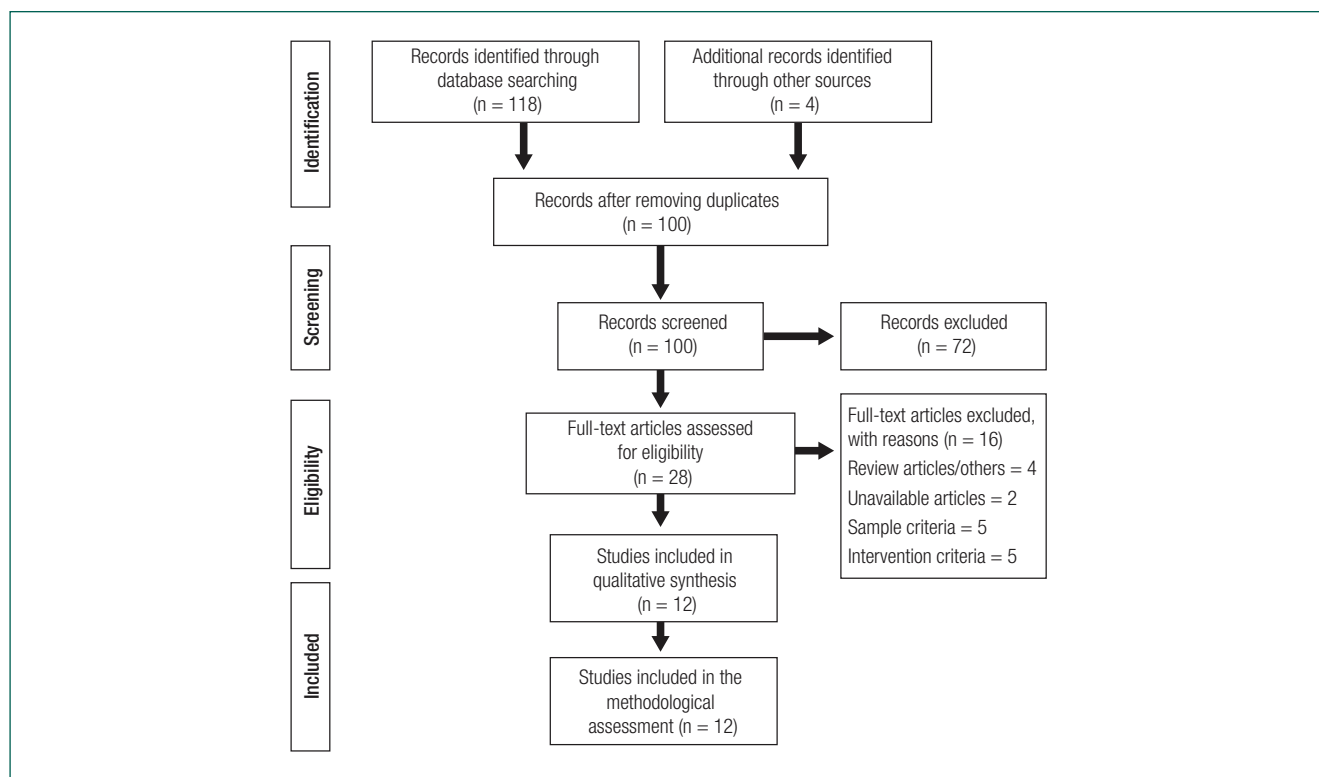 Identification
Records identified through
database searching
(n = 118)
Additional records identified
through other sources
(n = 4)
Records after removing duplicates
(n = 100)
Screening
Records screened
(n = 100)
Records excluded
(n = 72)
Eligibility
Full-text articles assessed
for eligibility
(n = 28)
Full-text articles excluded,
with reasons (n = 16)
Review articles/others = 4
Unavailable articles = 2
Sample criteria = 5
Intervention criteria = 5
Studies included in
qualitative synthesis
(n = 12)
Included
Studies included in the
methodological
assessment (n = 12)